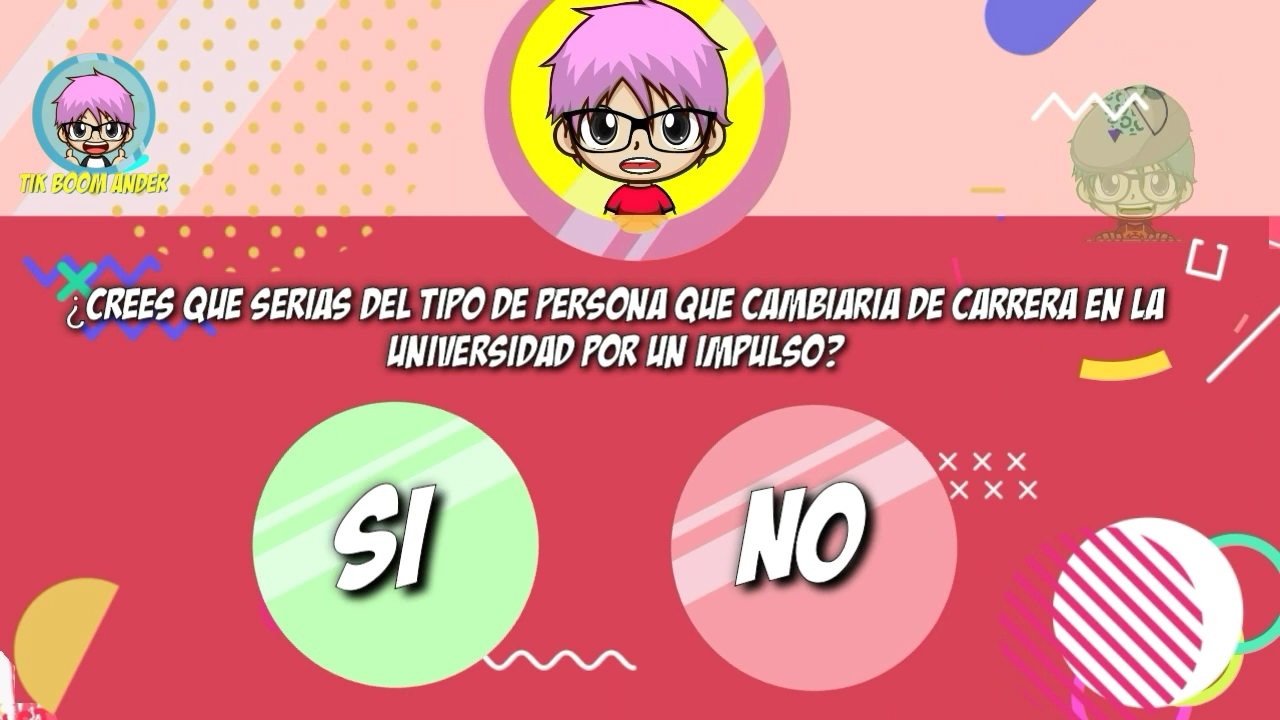 TIK BOOM ANDER
¿CREES QUE SERIAS DEL TIPO DE PERSONA QUE CAMBIARIA DE CARRERA EN LA
UNIVERSIDAD POR UN IMPULSO?
SI
NO